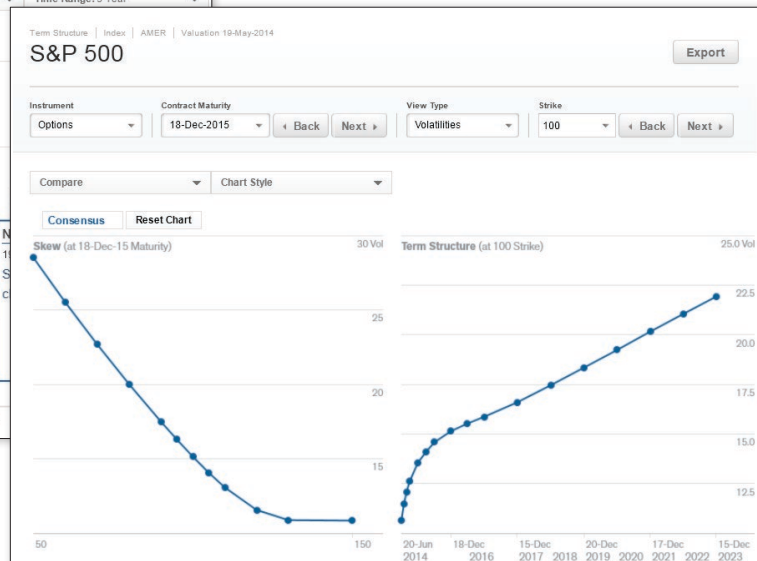 Time Range: 5 Year
Term Structure | Index | AMER | Valuation 19-May-2014
S&P 500
Export
Instrument
Contract Maturity
View Type
Strike
Options
18-Dec-2015
Back
Next
Volatilities
100
Back
Next
Compare
Chart Style
Consensus
Reset Chart
Skew (at 18-Dec-15 Maturity)
30 Vol
25
20
15
50
150
Term Structure (at 100 Strike)
25.0 Vol
22.5
20.0
17.5
15.0
12.5
20-Jun 18-Dec 15-Dec 20-Dec 17-Dec 15-Dec
2014 2016 2017 2018 2019 2020 2021 2022 2023